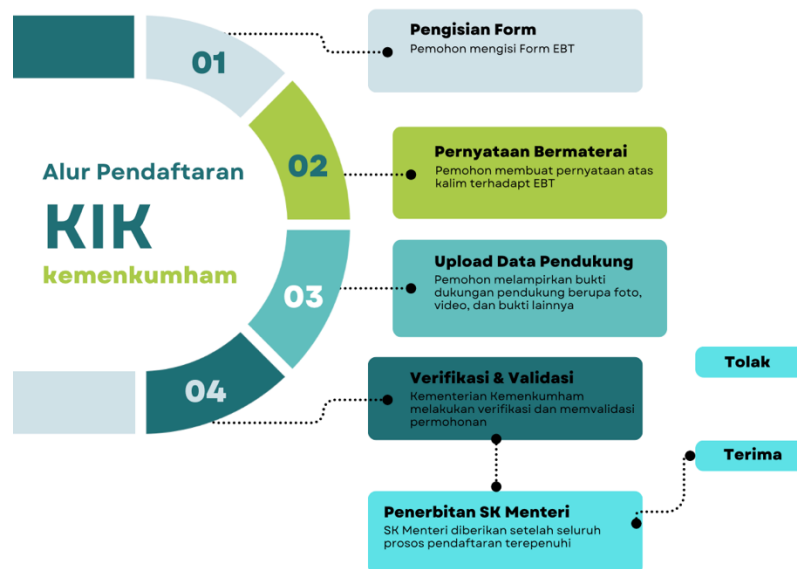 Alur Pendaftaran
KIK
kemenkumham
01
Pengisian Form
Pemohon mengisi Form EBT
02
Pernyataan Bermaterai
Pemohon membuat pernyataan atas
kalim terhadapt EBT
03
Upload Data Pendukung
Pemohon melampirkan bukti
dukungan pendukung berupa foto,
video, dan bukti lainnya
04
Verifikasi & Validasi
Kementerian Kemenkumham
melakukan verifikasi dan memvalidasi
permohonan
Tolak
Terima
Penerbitan SK Menteri
SK Menteri diberikan setelah seluruh
prosos pendaftaran terepenuhi